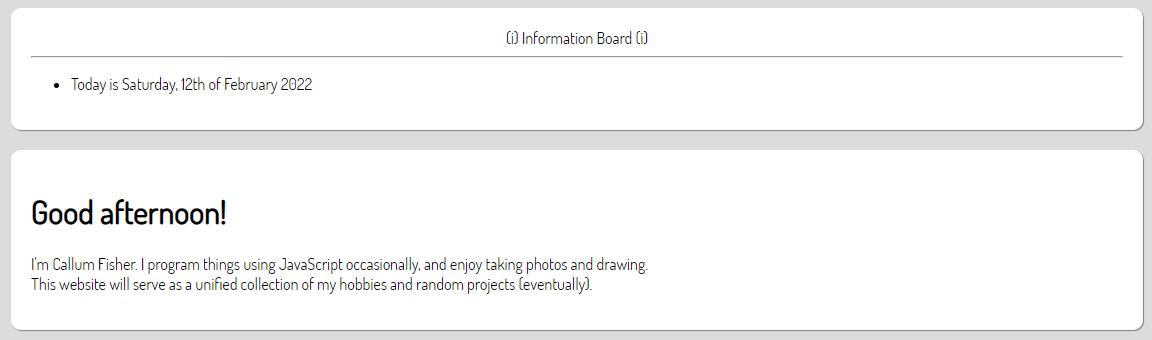 (i) Information Board (i)
Today is Saturday, 12th of February 2022
Good afternoon!
I'm Callum Fisher. I program things using JavaScript occasionally, and enjoy taking photos and drawing.
This website will serve as a unified collection of my hobbies and random projects (eventually).